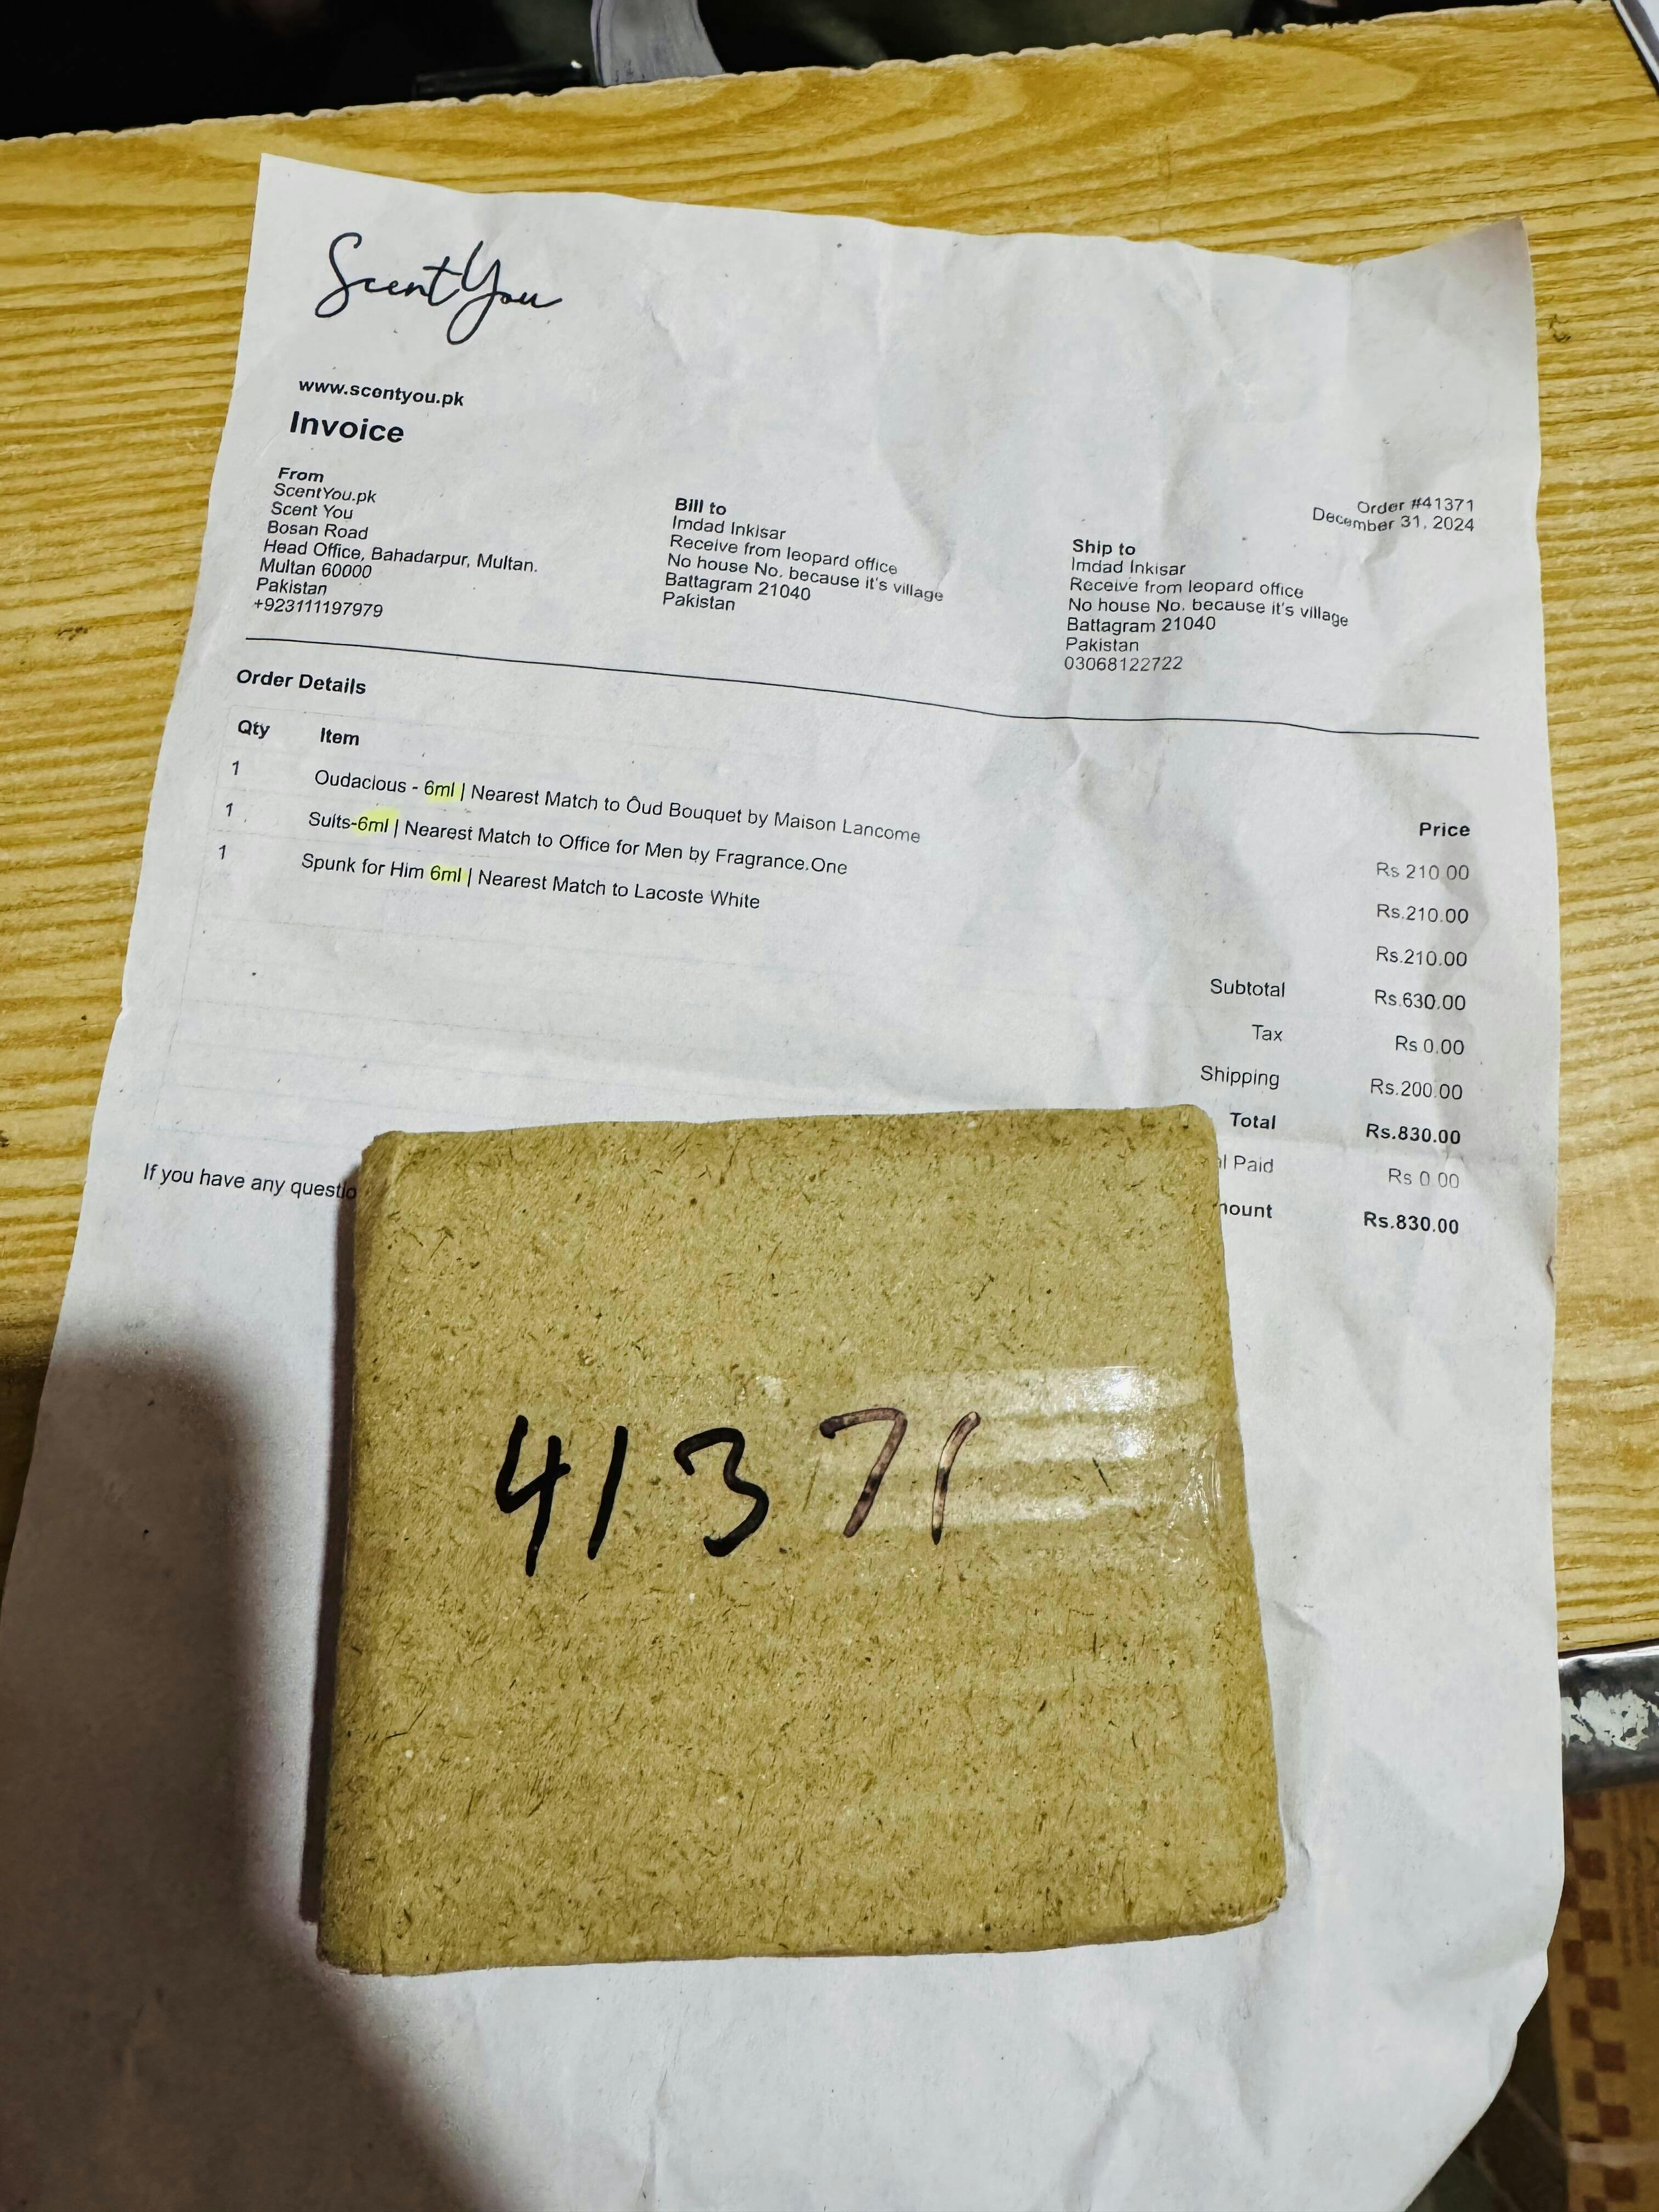 ScentYou
www.scentyou.pk
Invoice
Order #41371
December 31, 2024
From
ScentYou.pk
Scent You
Bosan Road
Head Office, Bahadarpur, Multan.
Multan 60000
Pakistan
+923111197979
Bill to
Imdad Inkisar
Receive from leopard office
No house No. because it's village
Battagram 21040
Pakistan
Ship to
Imdad Inkisar
Receive from leopard office
No house No. because it's village
Battagram 21040
Pakistan
03068122722
Order Details
Qty Item Price
1 Oudacious - 6ml | Nearest Match to Ôud Bouquet by Maison Lancome Rs 210.00
1 Suits-6ml | Nearest Match to Office for Men by Fragrance.One Rs.210.00
1 Spunk for Him 6ml | Nearest Match to Lacoste White Rs.210.00
Subtotal Rs.630.00
Tax Rs 0.00
Shipping Rs.200.00
Total Rs.830.00
Paid Rs 0.00
Rs.830.00
If you have any
41371